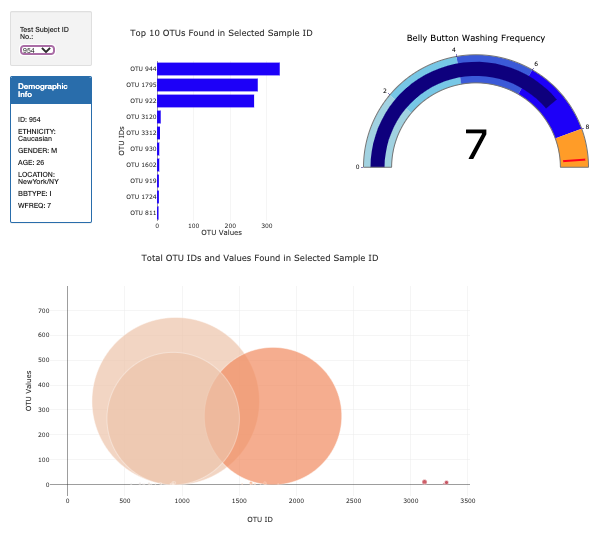 Test Subject ID
No.:
954
Demographic
Info
ID: 954
ETHNICITY:
Caucasian
GENDER: M
AGE: 26
LOCATION:
NewYork/NY
BBTYPE: I
WFREQ: 7
Top 10 OTUs Found in Selected Sample ID
OTU IDs
OTU 944
OTU 1795
OTU 922
OTU 3120
OTU 3312
OTU 930
OTU 1602
OTU 919
OTU 1724
OTU 811
0 100 200 300
OTU Values
Belly Button Washing Frequency
0
2
4
6
8
7
Total OTU IDs and Values Found in Selected Sample ID
OTU Values
700
600
500
400
300
200
100
0
0 500 1000 1500 2000 2500 3000 3500
OTU ID